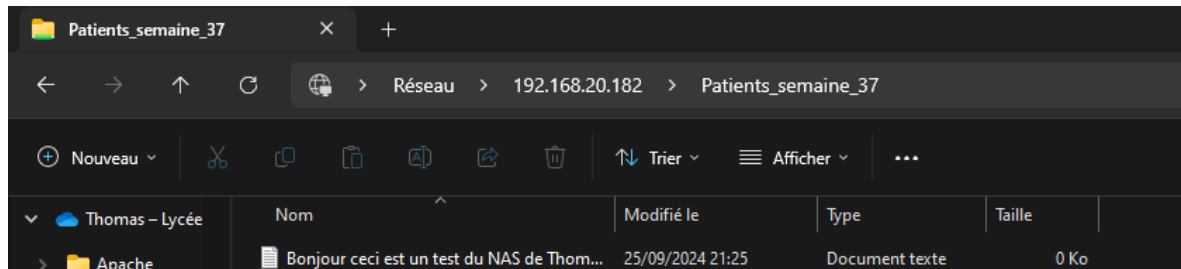 Patients_semaine_37
Réseau > 192.168.20.182 > Patients_semaine_37
Nouveau Trier Afficher
Thomas – Lycée Nom Modifié le Type Taille
Apache Bonjour ceci est un test du NAS de Thom... 25/09/2024 21:25 Document texte 0 Ko